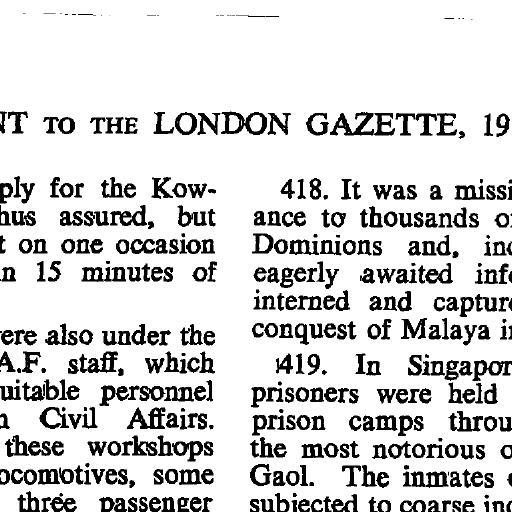 NT TO THE LONDON GAZETTE, 19
ply for the Kow-
hus assured, but
t on one occasion
n 15 minutes of
ere also under the
A.F. staff, which
uitable personnel
n Civil Affairs.
these workshops
ocomotives, some
three passenger
418. It was a missi
ance to thousands o
Dominions and, inc
eagerly awaited info
interned and capture
conquest of Malaya i
419. In Singapor
prisoners were held
prison camps throu
the most notorious o
Gaol. The inmates
subjected to coarse inc